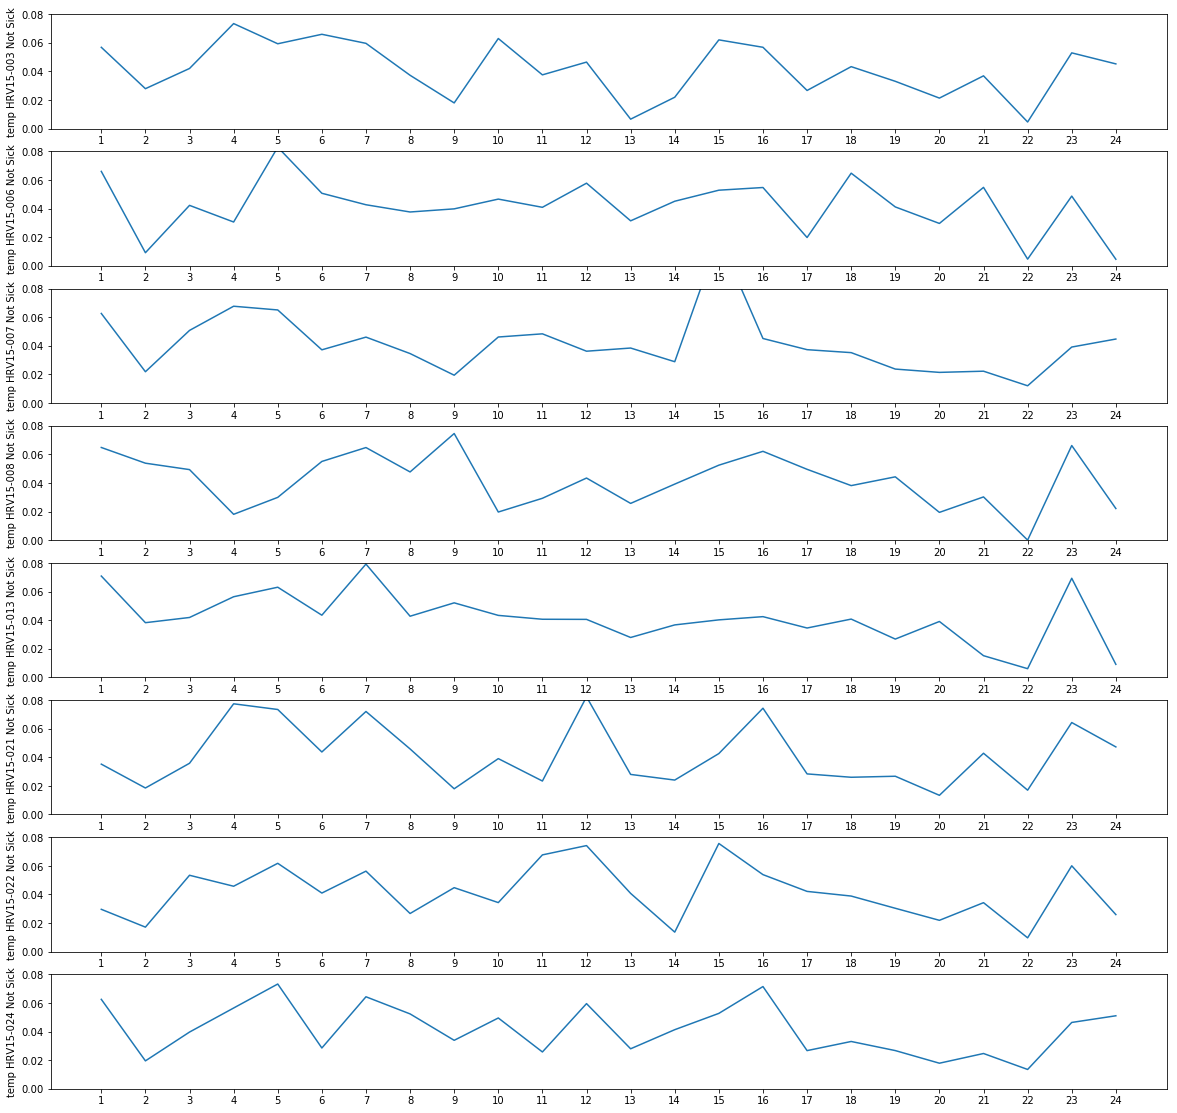 temp HRV15-003 Not Sick
0.08
0.06
0.04
0.02
0.00
1 2 3 4 5 6 7 8 9 10 11 12 13 14 15 16 17 18 19 20 21 22 23 24
temp HRV15-006 Not Sick
0.08
0.06
0.04
0.02
0.00
1 2 3 4 5 6 7 8 9 10 11 12 13 14 15 16 17 18 19 20 21 22 23 24
temp HRV15-007 Not Sick
0.08
0.06
0.04
0.02
0.00
1 2 3 4 5 6 7 8 9 10 11 12 13 14 15 16 17 18 19 20 21 22 23 24
temp HRV15-008 Not Sick
0.08
0.06
0.04
0.02
0.00
1 2 3 4 5 6 7 8 9 10 11 12 13 14 15 16 17 18 19 20 21 22 23 24
temp HRV15-013 Not Sick
0.08
0.06
0.04
0.02
0.00
1 2 3 4 5 6 7 8 9 10 11 12 13 14 15 16 17 18 19 20 21 22 23 24
temp HRV15-021 Not Sick
0.08
0.06
0.04
0.02
0.00
1 2 3 4 5 6 7 8 9 10 11 12 13 14 15 16 17 18 19 20 21 22 23 24
temp HRV15-022 Not Sick
0.08
0.06
0.04
0.02
0.00
1 2 3 4 5 6 7 8 9 10 11 12 13 14 15 16 17 18 19 20 21 22 23 24
temp HRV15-024 Not Sick
0.08
0.06
0.04
0.02
0.00
1 2 3 4 5 6 7 8 9 10 11 12 13 14 15 16 17 18 19 20 21 22 23 24